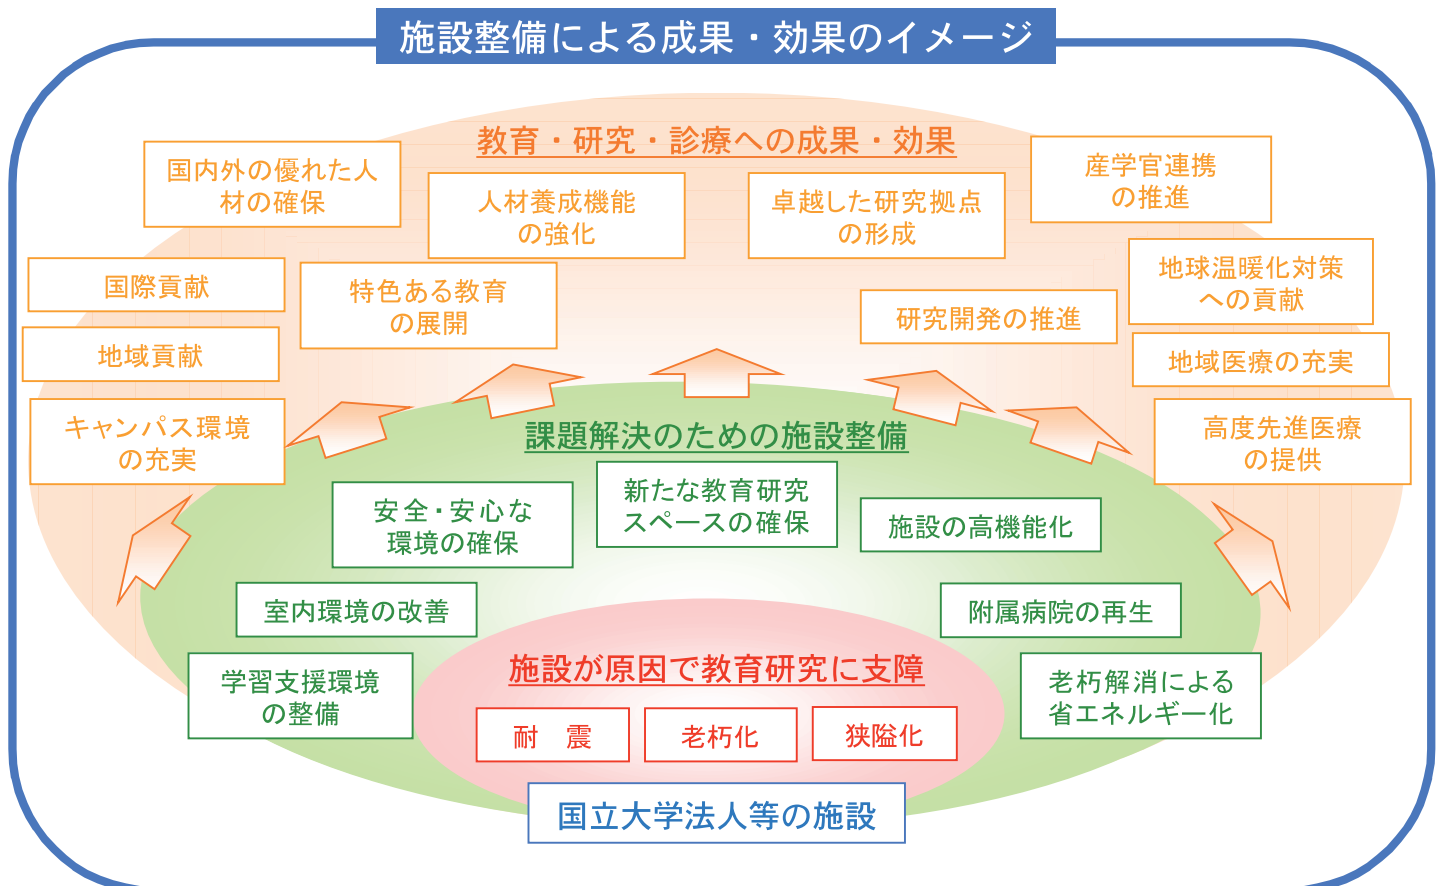 施設整備による成果・効果のイメージ
教育・研究・診療への成果・効果
国内外の優れた人
材の確保
人材養成機能
の強化
卓越した研究拠点
の形成
産学官連携
の推進
国際貢献
特色ある教育
の展開
研究開発の推進
地球温暖化対策
への貢献
地域貢献
地域医療の充実
キャンパス環境
の充実
高度先進医療
の提供
課題解決のための施設整備
安全・安心な
環境の確保
新たな教育研究
スペースの確保
施設の高機能化
室内環境の改善
附属病院の再生
学習支援環境
の整備
老朽解消による
省エネルギー化
施設が原因で教育研究に支障
耐　震
老朽化
狭隘化
国立大学法人等の施設